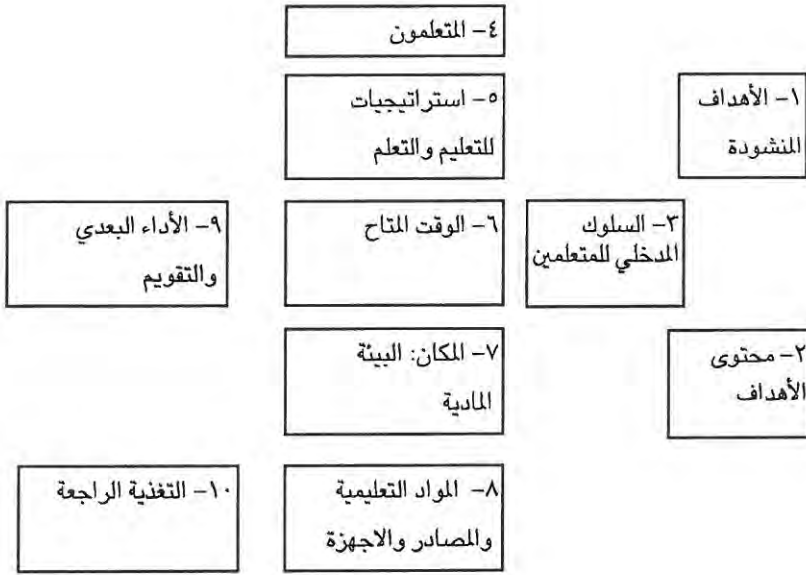 ٤- المتعلمون
٥- استراتيجيات
للتعليم والتعلم
١- الأهداف
المنشودة
٩- الأداء البعدي
والتقويم
٦- الوقت المتاح
٣- السلوك
المدخلي للمتعلمين
٧- المكان: البيئة
المادية
٢- محتوى
الأهداف
١٠- التغذية الراجعة
٨- المواد التعليمية
والمصادر والاجهزة